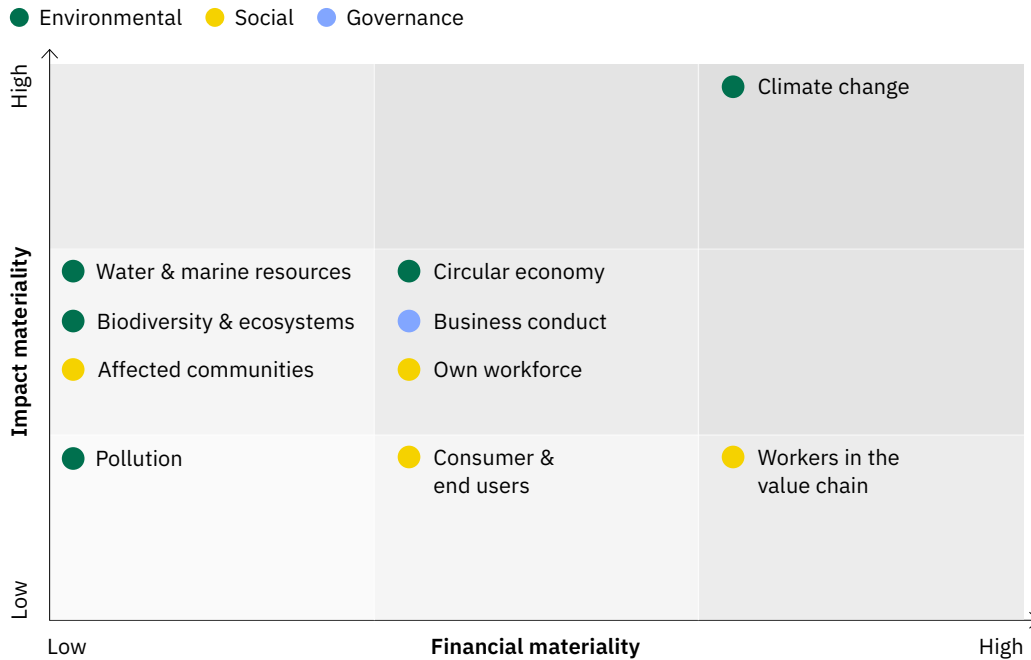 Environmental
Social
Governance
High
Climate change
Impact materiality
Water & marine resources
Circular economy
Biodiversity & ecosystems
Business conduct
Affected communities
Own workforce
Pollution
Consumer &
end users
Workers in the
value chain
Low
Low
Financial materiality
High